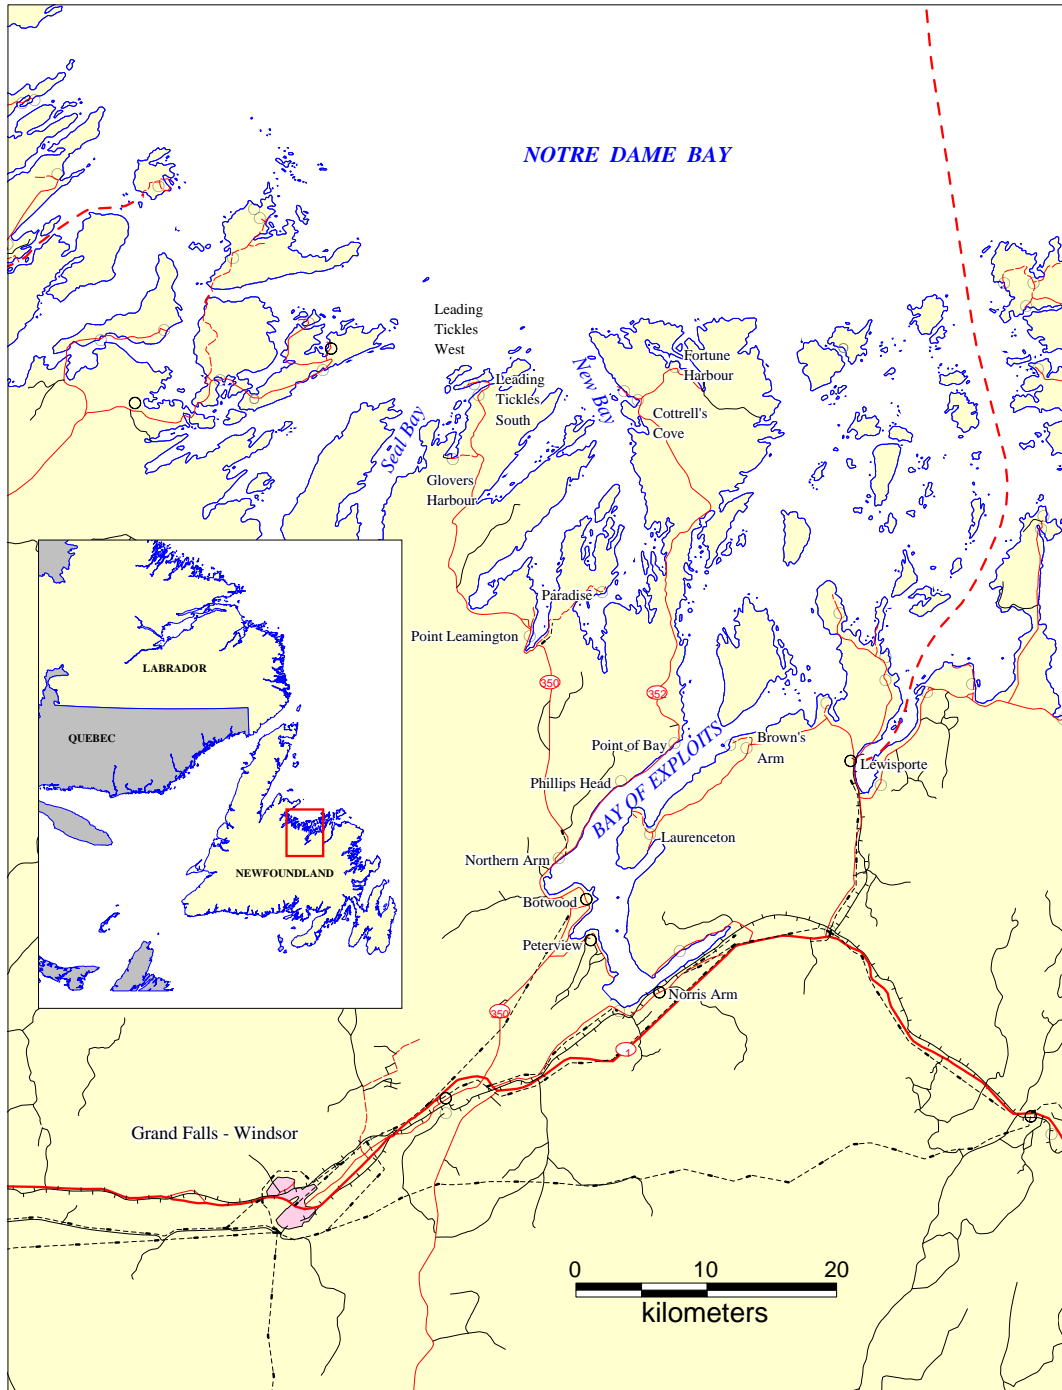 NOTRE DAME BAY
Leading
Tickles
West
Fortune
Harbour
New Bay
Leading
Tickles
South
Cottrell's
Cove
Seal Bay
Glovers
Harbour
Paradise
Point Leamington
350
352
LABRADOR
QUEBEC
NEWFOUNDLAND
Point of Bay
Brown's
Arm
BAY OF EXPLOITS
Lewisporte
Phillips Head
Laurenceton
Northern Arm
Botwood
Peterview
Norris Arm
350
1
Grand Falls - Windsor
0 10 20
kilometers